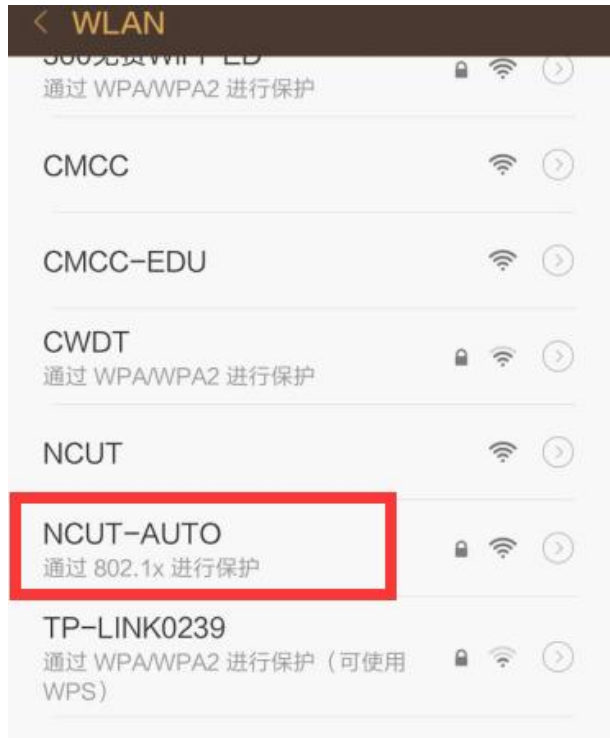 WLAN
通过 WPA/WPA2 进行保护
CMCC
CMCC-EDU
CWDT
通过 WPA/WPA2 进行保护
NCUT
NCUT-AUTO
通过 802.1x 进行保护
TP-LINK0239
通过 WPA/WPA2 进行保护（可使用
WPS）